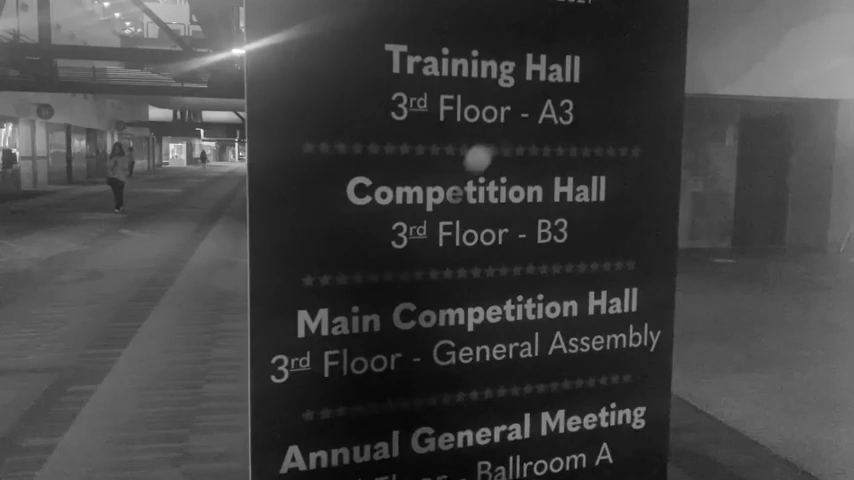 Training Hall
3rd Floor - A3
Competition Hall
3rd Floor - B3
Main Competition Hall
3rd Floor - General Assembly
Annual General Meeting
Floor - Ballroom A